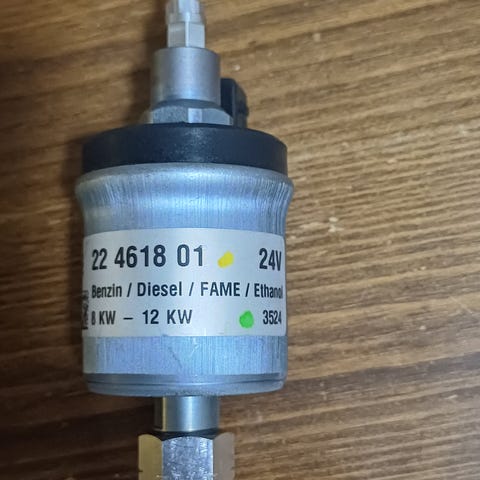 22 4618 01 24V
Benzin / Diesel / FAME / Ethanol
8 KW – 12 KW 3524